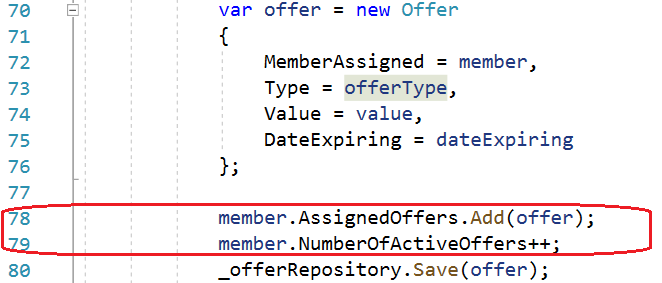 70 var offer = new Offer
71 {
72 MemberAssigned = member,
73 Type = offerType,
74 Value = value,
75 DateExpiring = dateExpiring
76 };
77
78 member.AssignedOffers.Add(offer);
79 member.NumberOfActiveOffers++;
80 _offerRepository.Save(offer);